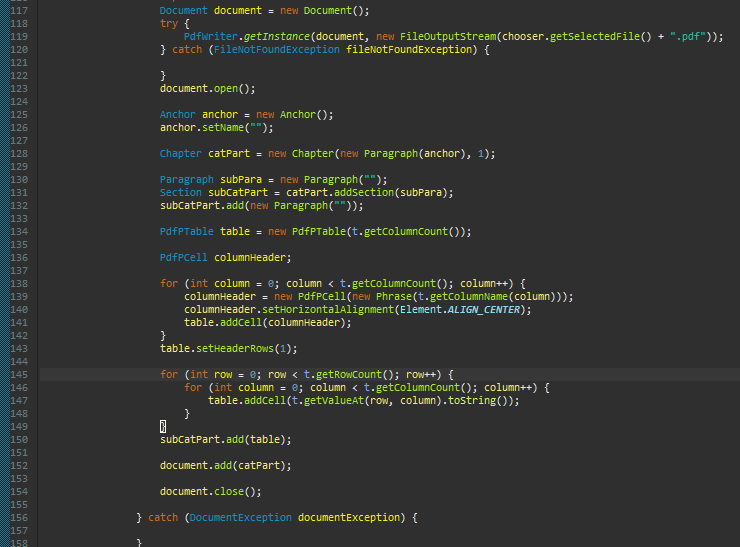 117 Document document = new Document();
118 try {
119 PdfWriter.getInstance(document, new FileOutputStream(chooser.getSelectedFile() + ".pdf"));
120 } catch (FileNotFoundException fileNotFoundException) {
121
122 }
123 document.open();
124
125 Anchor anchor = new Anchor();
126 anchor.setName("");
127
128 Chapter catPart = new Chapter(new Paragraph(anchor), 1);
129
130 Paragraph subPara = new Paragraph("");
131 Section subCatPart = catPart.addSection(subPara);
132 subCatPart.add(new Paragraph(""));
133
134 PdfPTable table = new PdfPTable(t.getColumnCount());
135
136 PdfPCell columnHeader;
137
138 for (int column = 0; column < t.getColumnCount(); column++) {
139 columnHeader = new PdfPCell(new Phrase(t.getColumnName(column)));
140 columnHeader.setHorizontalAlignment(Element.ALIGN_CENTER);
141 table.addCell(columnHeader);
142 }
143 table.setHeaderRows(1);
144
145 for (int row = 0; row < t.getRowCount(); row++) {
146 for (int column = 0; column < t.getColumnCount(); column++) {
147 table.addCell(t.getValueAt(row, column).toString());
148 }
149 }
150 subCatPart.add(table);
151
152 document.add(catPart);
153
154 document.close();
155
156 } catch (DocumentException documentException) {
157
158 }